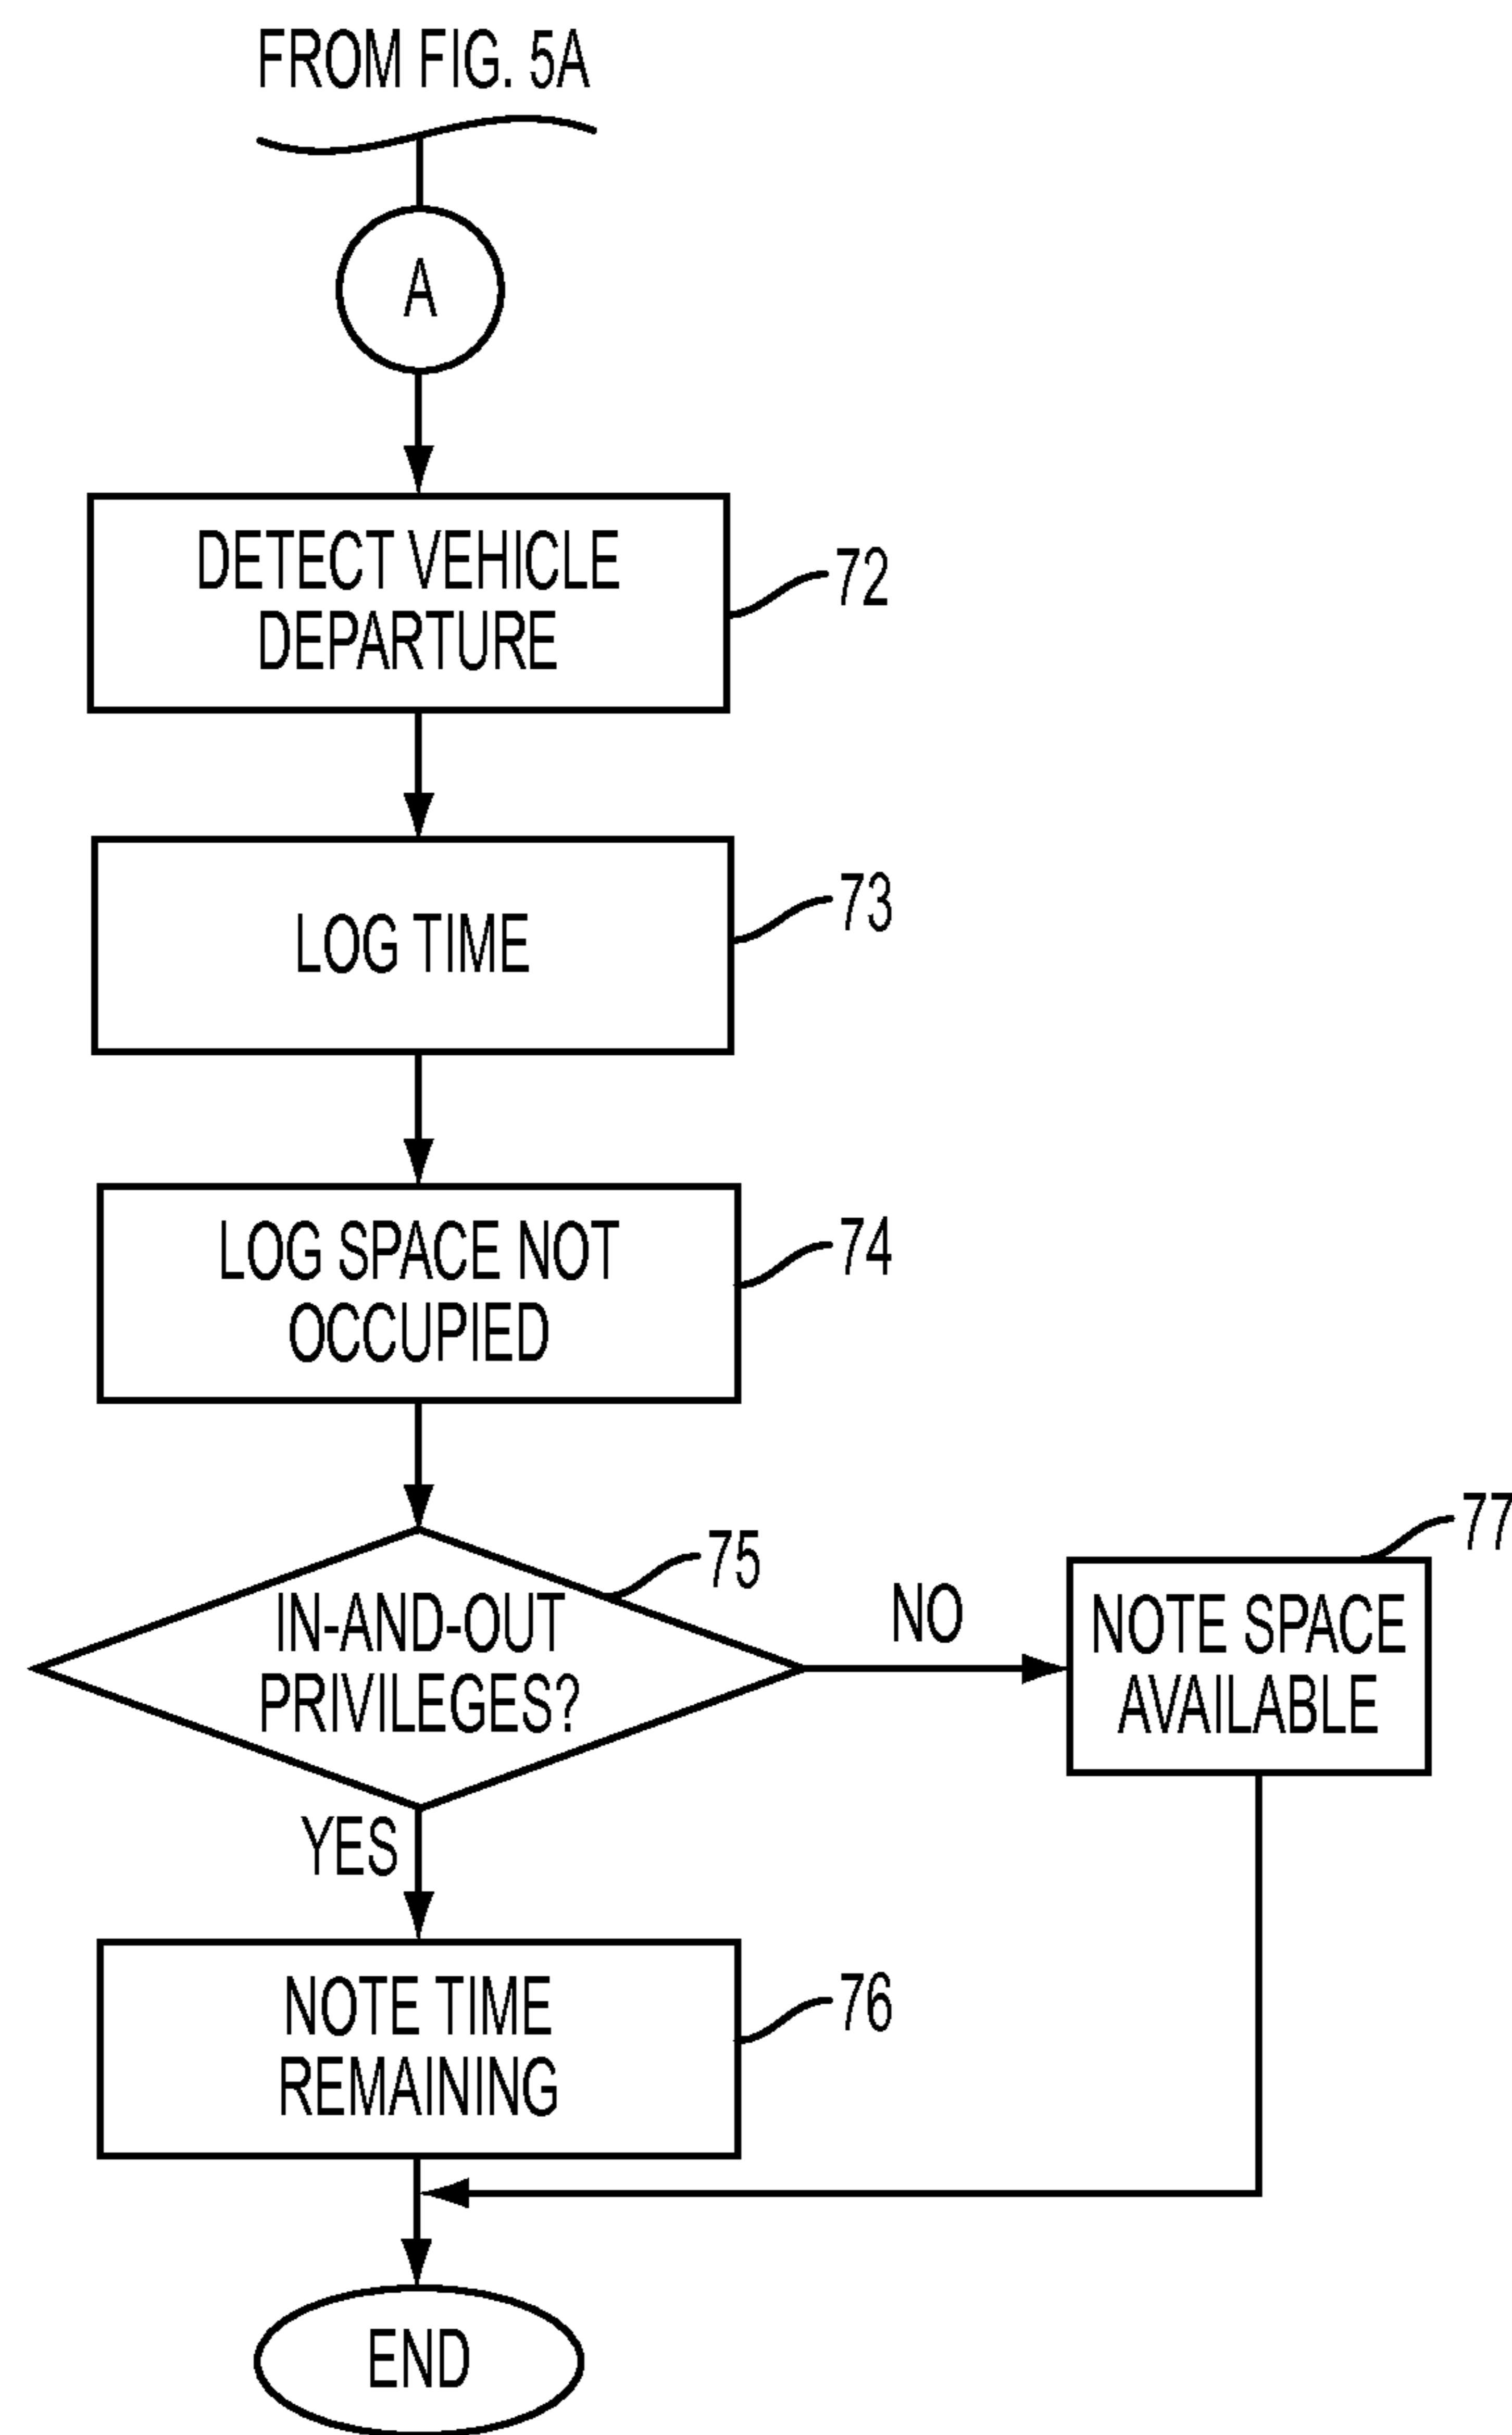 FROM FIG. 5A
A
DETECT VEHICLE
DEPARTURE
72
LOG TIME
73
LOG SPACE NOT
OCCUPIED
74
IN-AND-OUT
PRIVILEGES?
75
NO
NOTE SPACE
AVAILABLE
77
YES
NOTE TIME
REMAINING
76
END